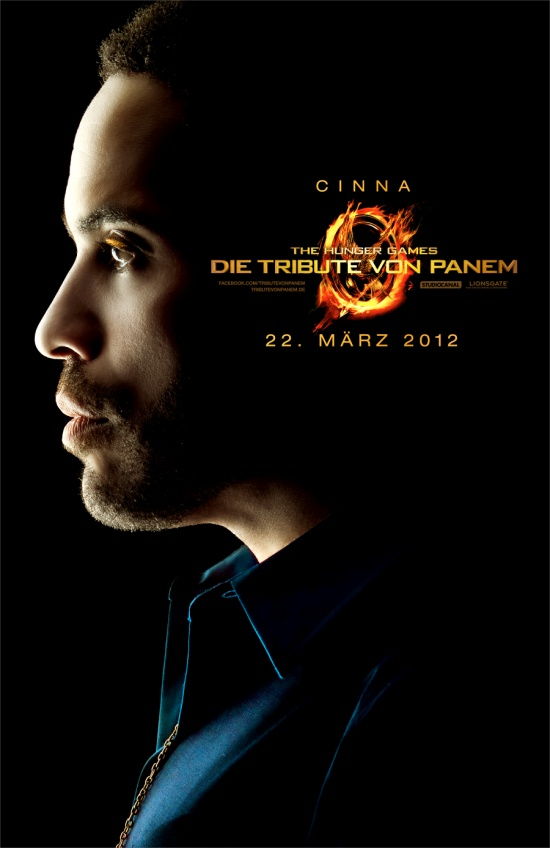 CINNA
THE HUNGER GAMES
DIE TRIBUTE VON PANEM
FACEBOOK.COM/TRIBUTEVONPANEM
TRIBUTEVONPANEM.DE
STUDIOCANAL
LIONSGATE
22. MÄRZ 2012